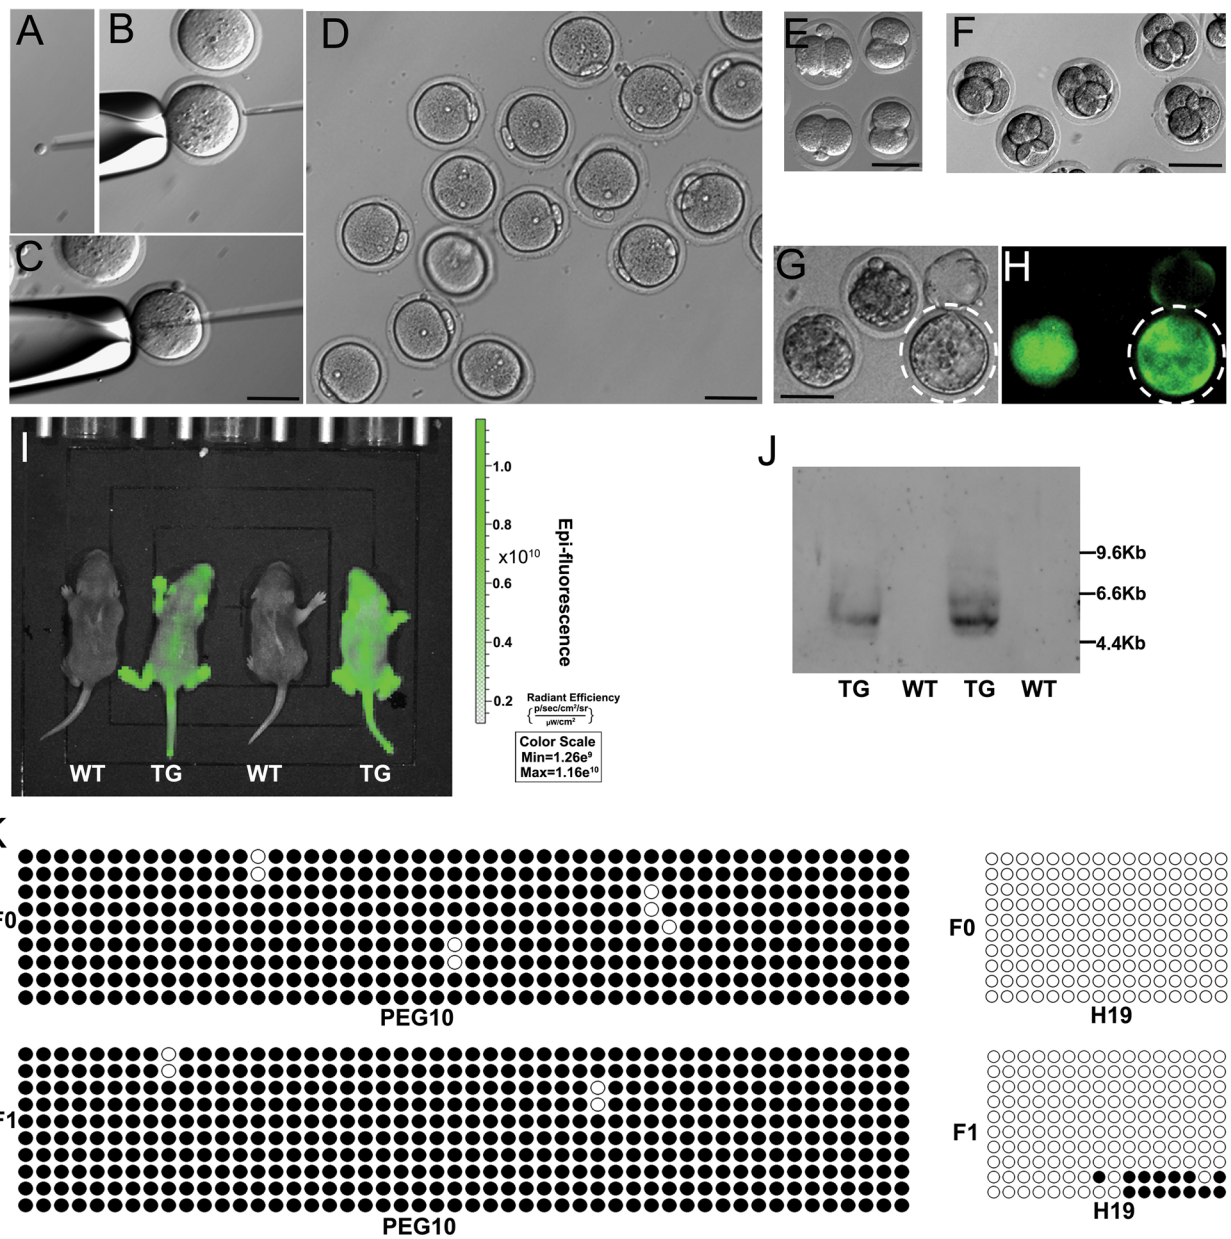 A
B
D
E
F
C
G
H
I
J
1.0
0.8
x10¹⁰
0.6
0.4
0.2
Epi-fluorescence
Radiant Efficiency
p/sec/cm²/sr
µw/cm²
Color Scale
Min=1.26e⁹
Max=1.16e¹⁰
WT TG WT TG
9.6Kb
6.6Kb
4.4Kb
TG WT TG WT
K
F0
PEG10
F0
H19
F1
PEG10
F1
H19